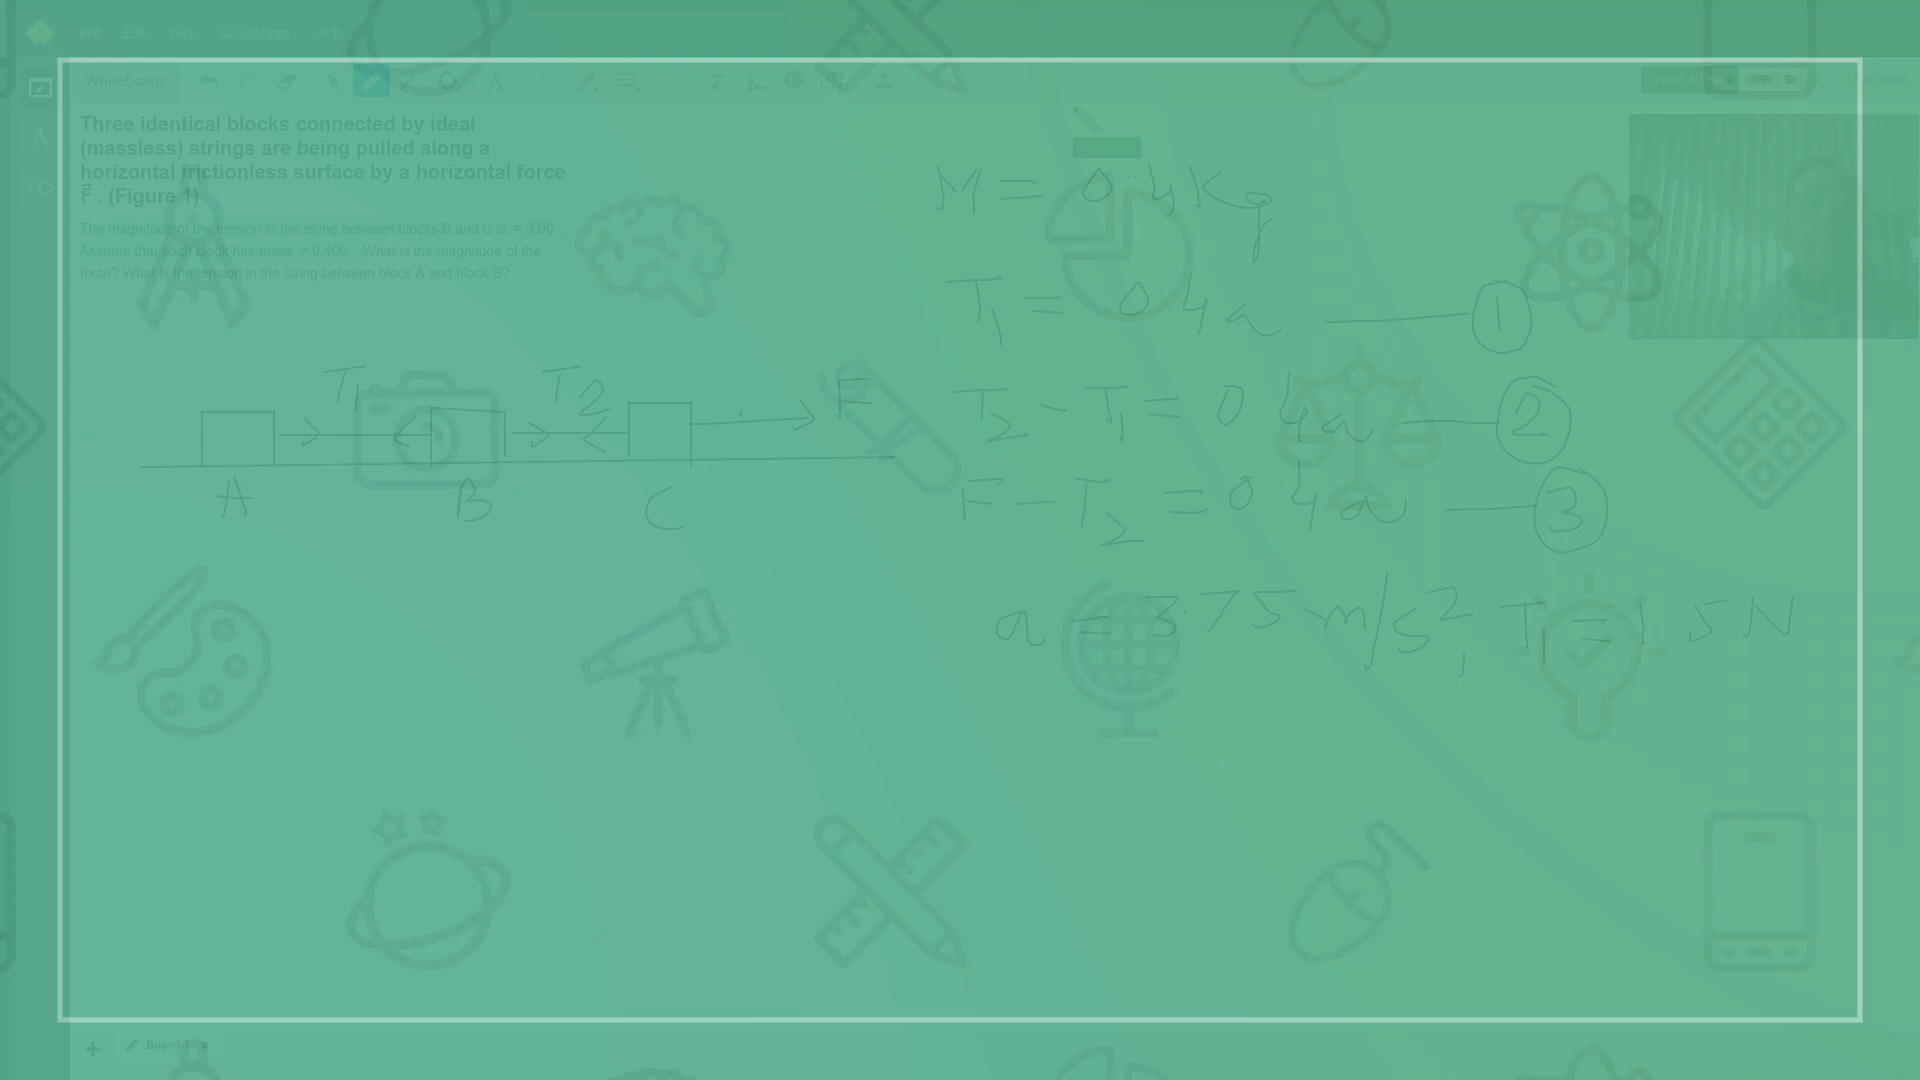 File Edit View AV Settings Help
Whiteboard
Three identical blocks connected by ideal
(massless) strings are being pulled along a
horizontal frictionless surface by a horizontal force
F⃗ . (Figure 1)
The magnitude of the tension in the string between blocks B and C is = 3.00 .
Assume that each block has mass = 0.400 . What is the magnitude of the
force? What is the tension in the string between block A and block B?
M = 0.4 Kg
T₁ = 0.4a — ①
T₂ - T₁ = 0.4a — ②
F - T₂ = 0.4a — ③
a = 3.75 m/s², T₁ = 1.5 N
T₁ T₂ F
A B C
Board 1